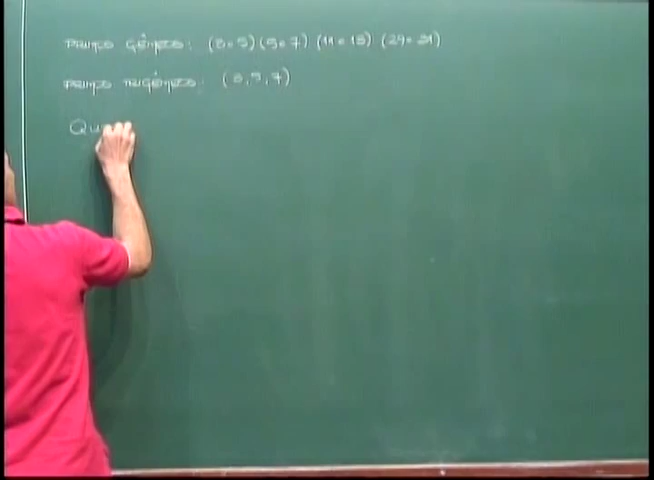 PRIMOS GÊMEOS: (3 e 5) (5 e 7) (11 e 13) (29 e 31)
PRIMOS TRIGÊMEOS: (3, 5, 7)
Qu